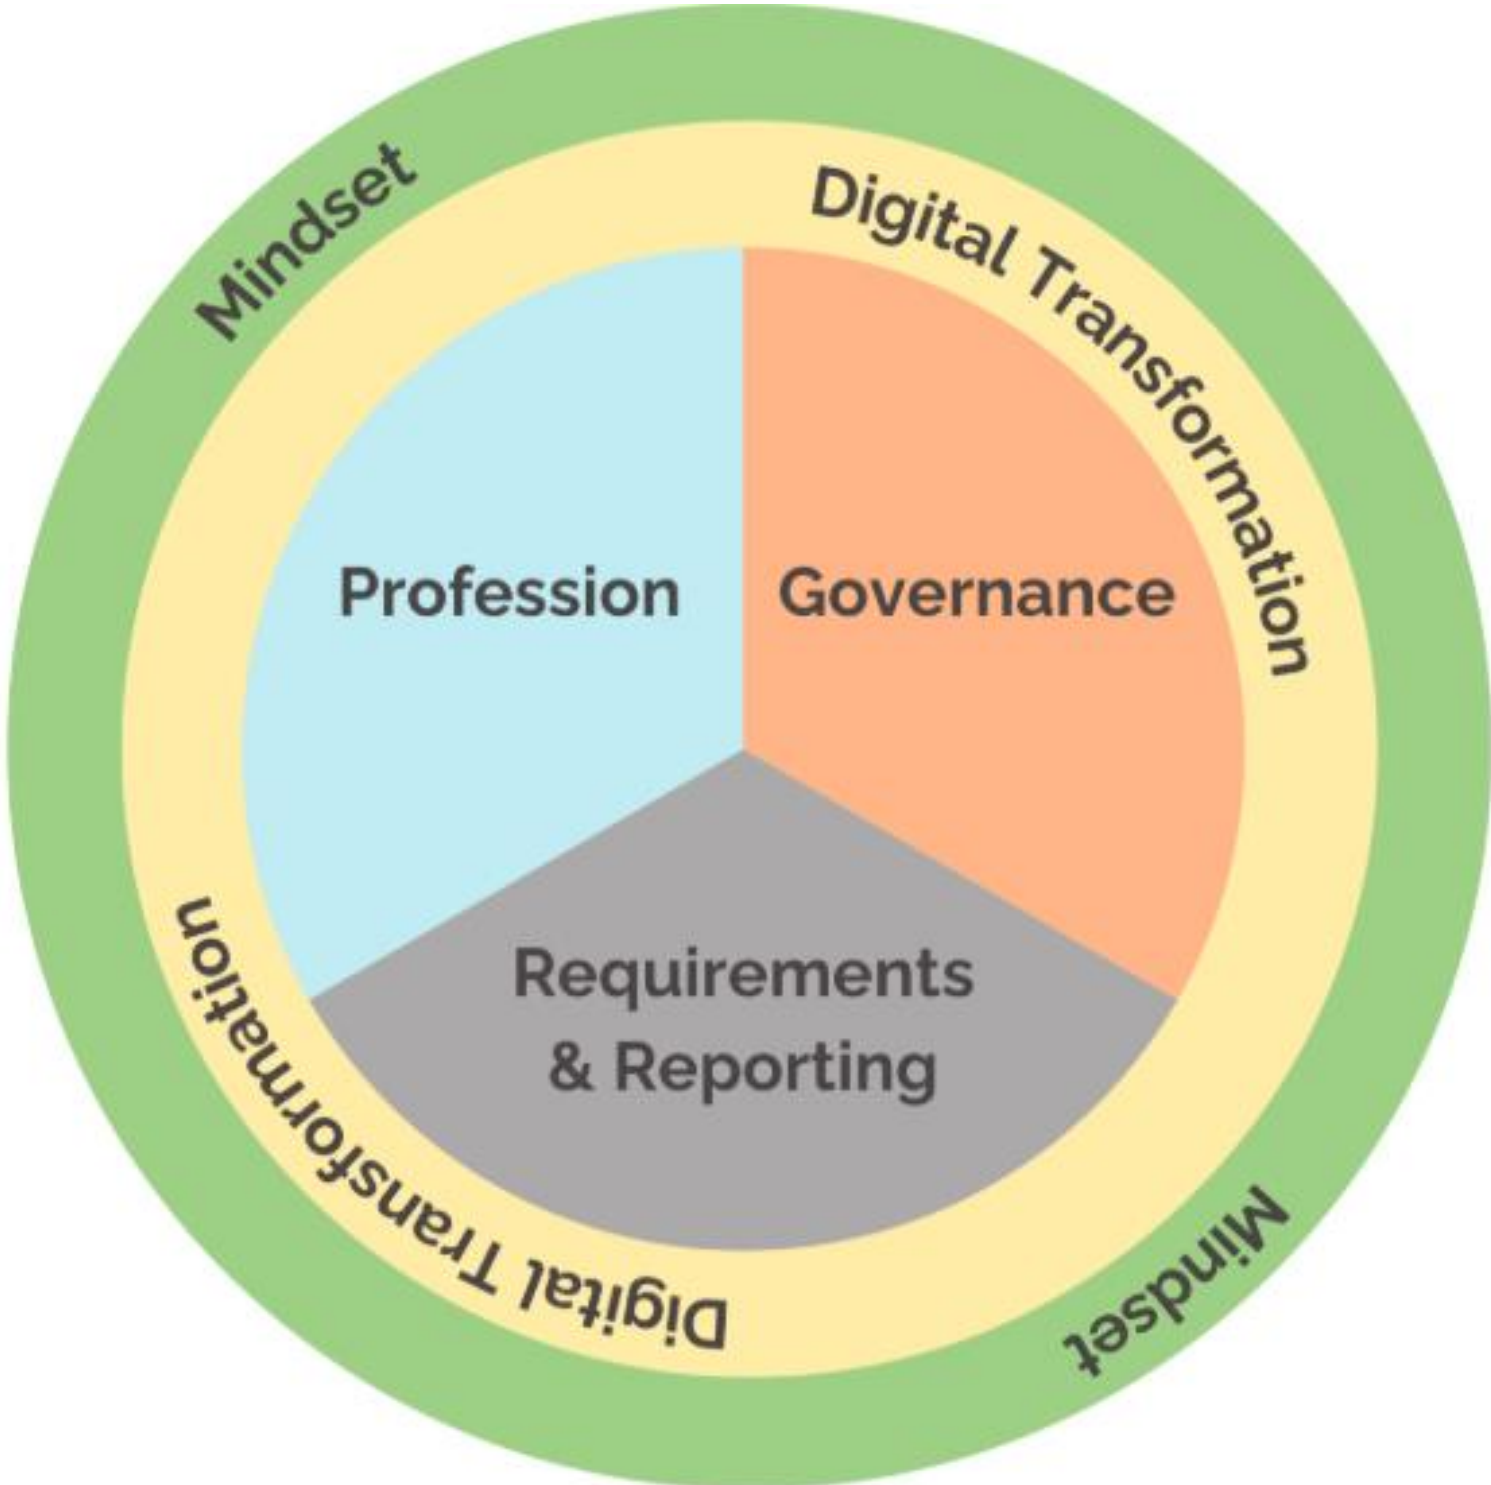 Mindset
Digital Transformation
Profession
Governance
Requirements
& Reporting
Digital Transformation
Mindset